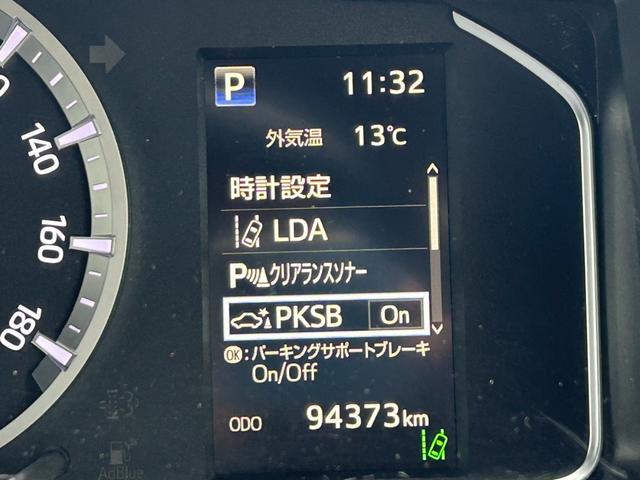 P 11:32
外気温 13℃
時計設定
LDA
140
160
180
Pクリアランスソナー
PKSB On
OK:パーキングサポートブレーキ
On/Off
ODO 94373km
AdBlue